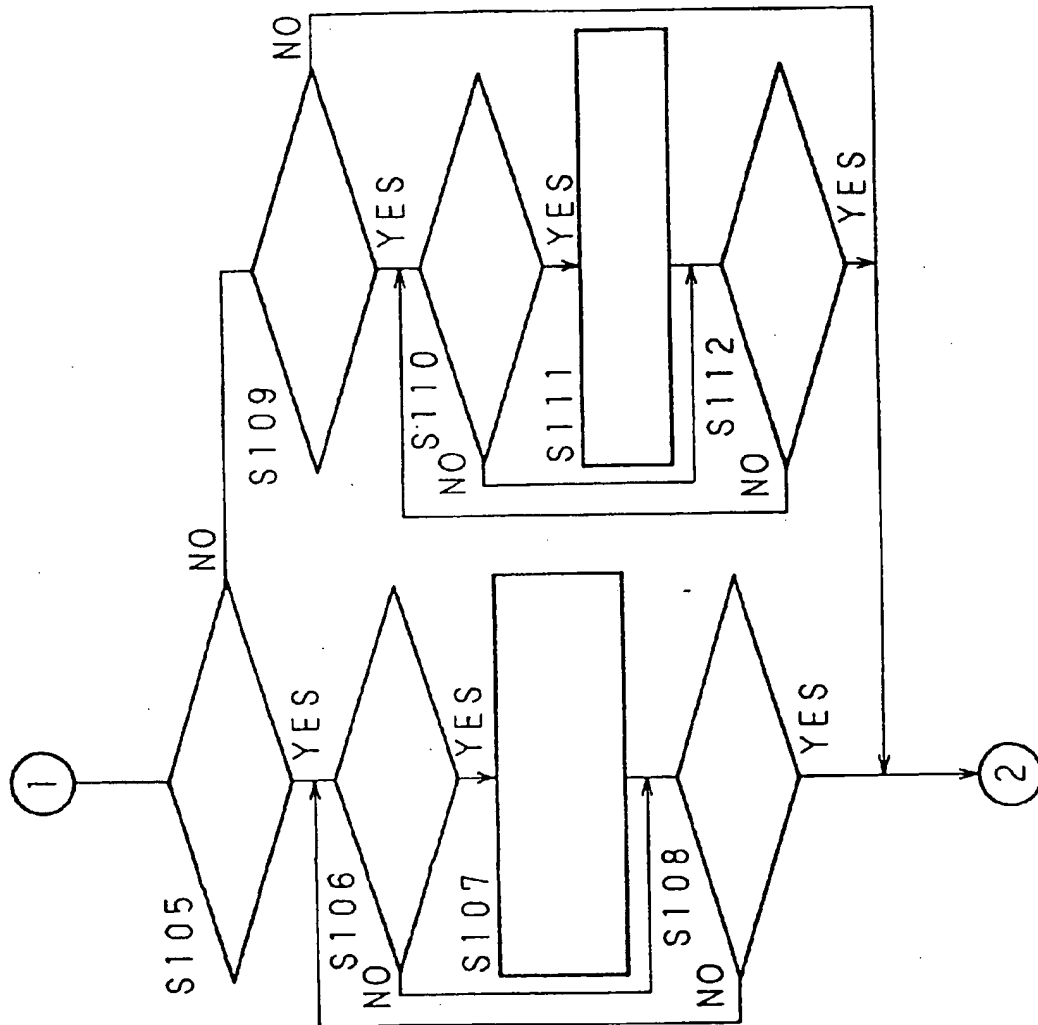 1
S105
NO
YES
S106
NO
YES
S107
S108
NO
YES
2
S109
NO
YES
S110
NO
YES
S111
S112
NO
YES